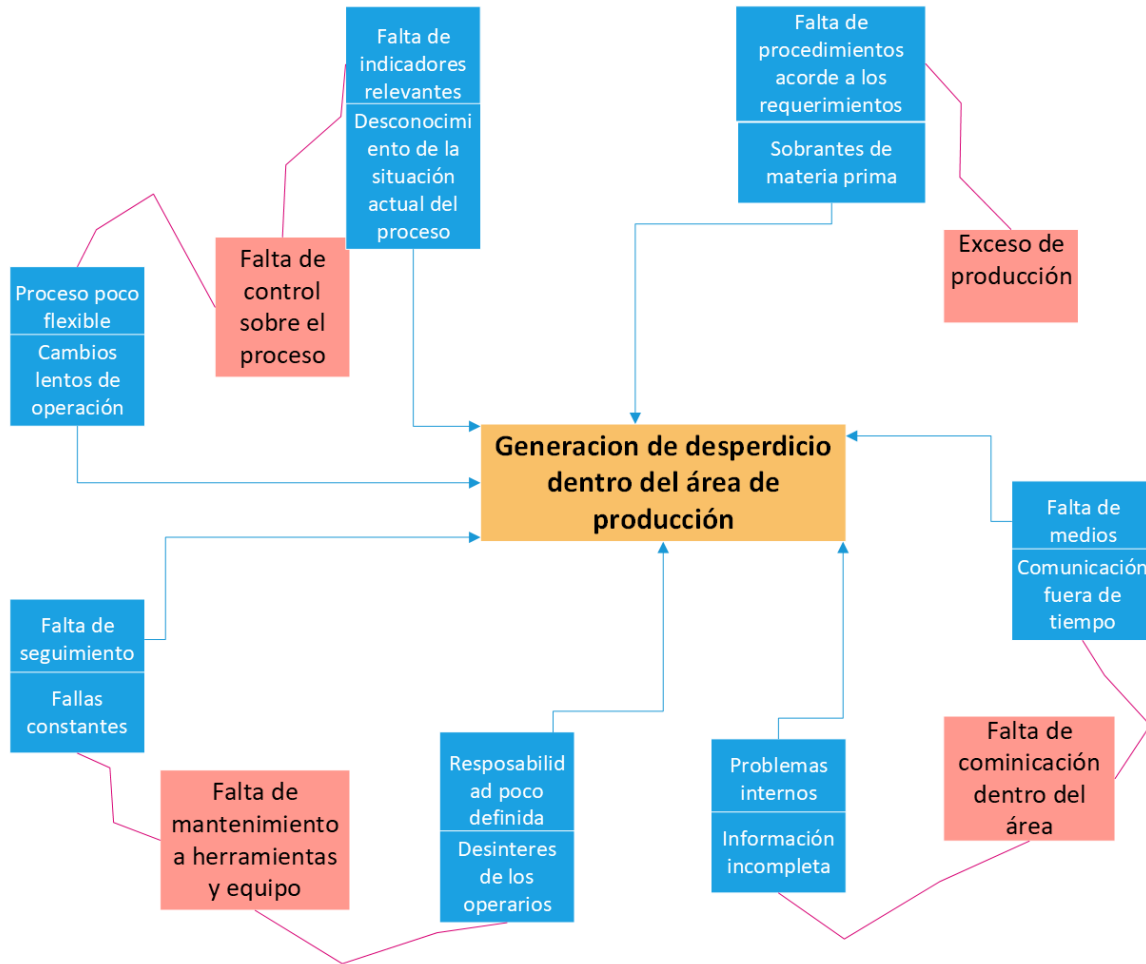 Falta de
indicadores
relevantes
Desconocimi
ento de la
situación
actual del
proceso
Falta de
procedimientos
acorde a los
requerimientos
Sobrantes de
materia prima
Falta de
control
sobre el
proceso
Exceso de
producción
Proceso poco
flexible
Cambios
lentos de
operación
Generacion de desperdicio
dentro del área de
producción
Falta de
medios
Comunicación
fuera de
tiempo
Falta de
seguimiento
Fallas
constantes
Falta de
mantenimiento
a herramientas
y equipo
Resposabilid
ad poco
definida
Desinteres
de los
operarios
Problemas
internos
Información
incompleta
Falta de
cominicación
dentro del
área